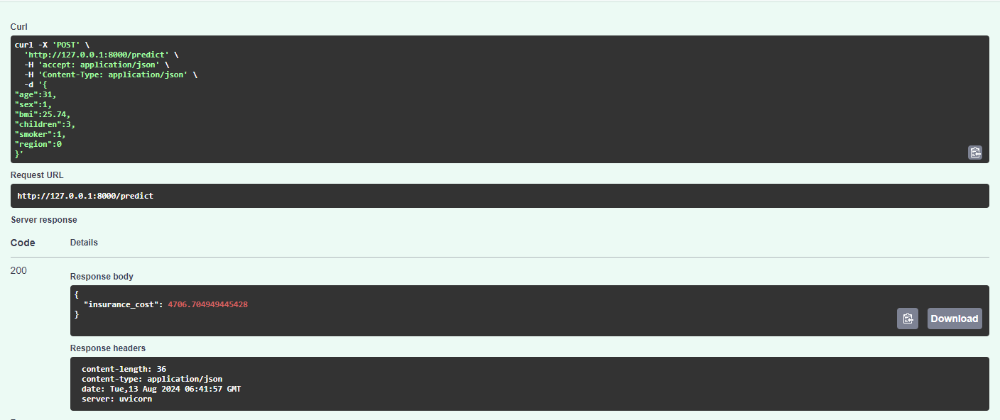 Curl
curl -X 'POST' \
  'http://127.0.0.1:8000/predict' \
  -H 'accept: application/json' \
  -H 'Content-Type: application/json' \
  -d '{
"age":31,
"sex":1,
"bmi":25.74,
"children":3,
"smoker":1,
"region":0
}'
Request URL
http://127.0.0.1:8000/predict
Server response
Code Details
200
Response body
{
  "insurance_cost": 4706.704949445428
}
Download
Response headers
content-length: 36
content-type: application/json
date: Tue,13 Aug 2024 06:41:57 GMT
server: uvicorn